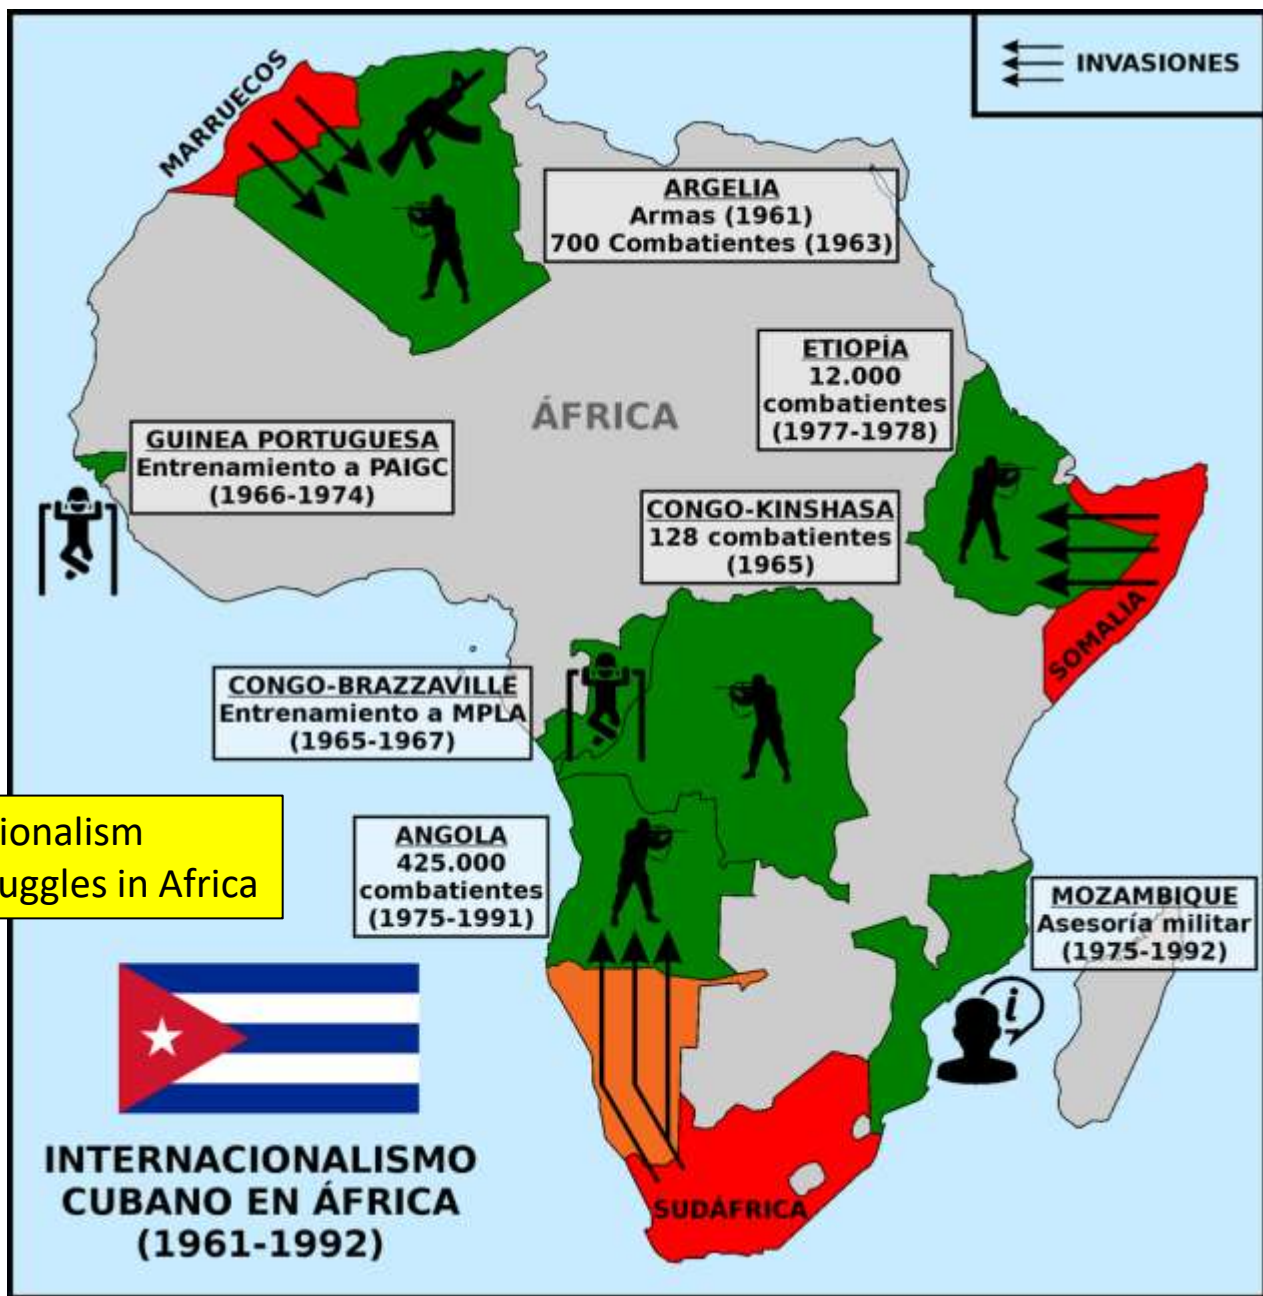 INVASIONES
MARRUECOS
ARGELIA
Armas (1961)
700 Combatientes (1963)
ETIOPÍA
12.000
combatientes
(1977-1978)
ÁFRICA
GUINEA PORTUGUESA
Entrenamiento a PAIGC
(1966-1974)
CONGO-KINSHASA
128 combatientes
(1965)
SOMALIA
CONGO-BRAZZAVILLE
Entrenamiento a MPLA
(1965-1967)
ionalism
uggles in Africa
ANGOLA
425.000
combatientes
(1975-1991)
MOZAMBIQUE
Asesoría militar
(1975-1992)
i
INTERNACIONALISMO
CUBANO EN ÁFRICA
(1961-1992)
SUDÁFRICA